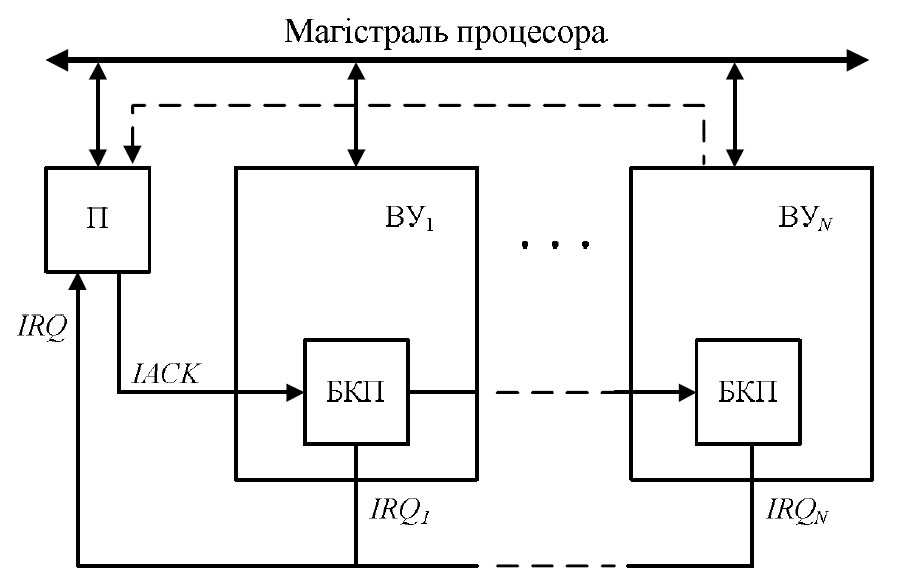 Магістраль процесора
П
ВУ1
. . .
ВУN
IRQ
IACK
БКП
БКП
IRQ1
IRQN